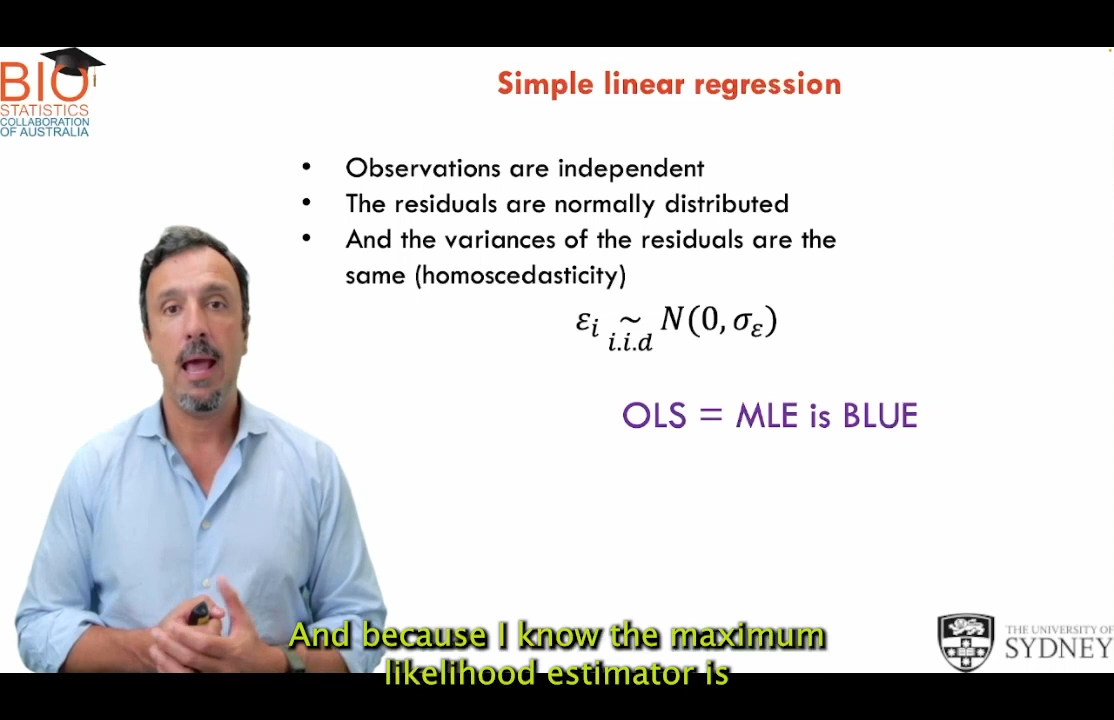 BIO
STATISTICS
COLLABORATION
OF AUSTRALIA
Simple linear regression
• Observations are independent
• The residuals are normally distributed
• And the variances of the residuals are the
same (homoscedasticity)
εᵢ ~ N(0, σ_ε)
i.i.d
OLS = MLE is BLUE
And because I know the maximum
likelihood estimator is
THE UNIVERSITY OF
SYDNEY